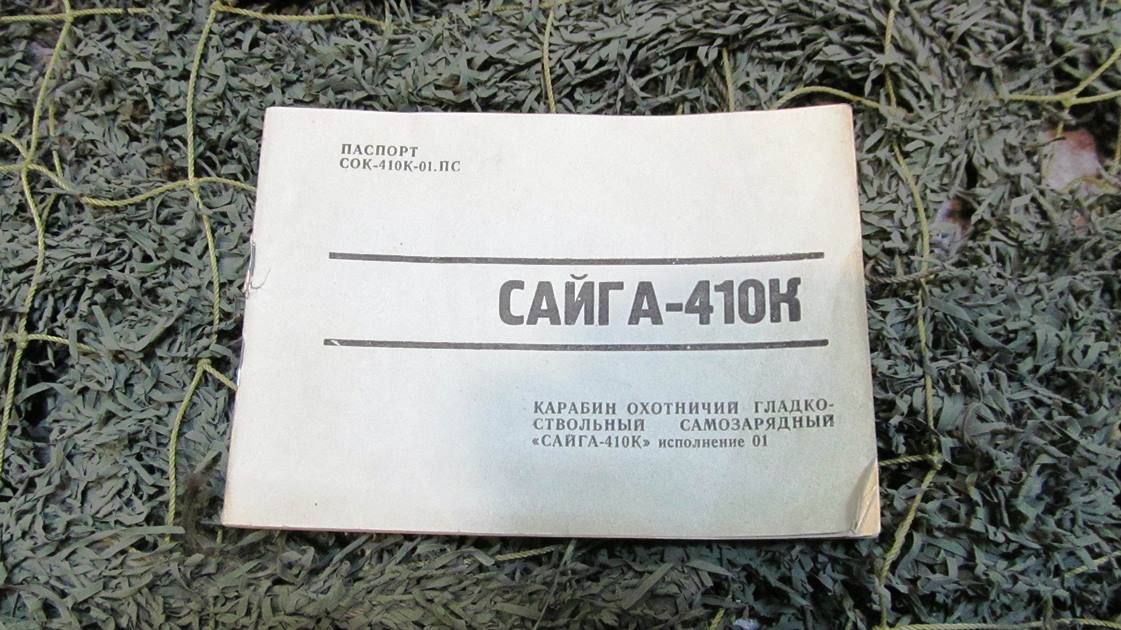 ПАСПОРТ
СОК-410К-01.ПС
САЙГА-410К
КАРАБИН ОХОТНИЧИЙ ГЛАДКО-
СТВОЛЬНЫЙ САМОЗАРЯДНЫЙ
«САЙГА-410К» исполнение 01